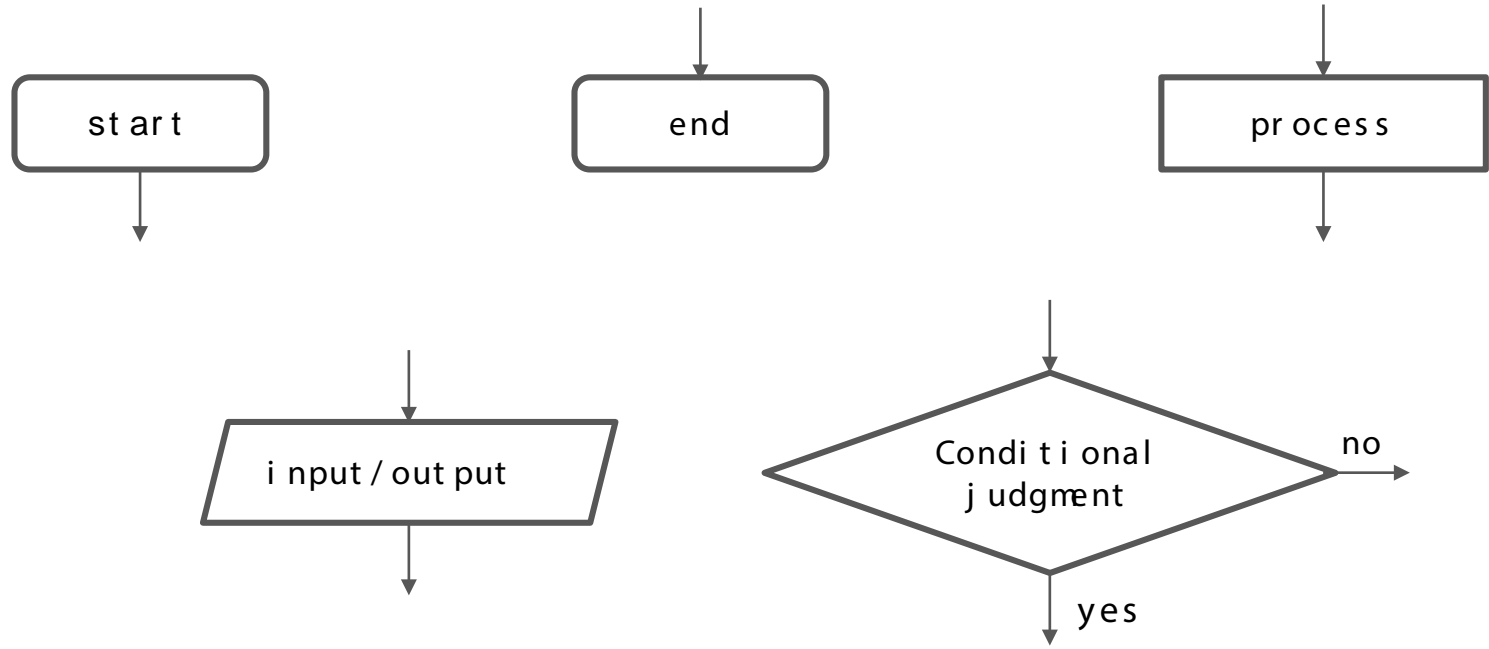 start
end
process
input/output
Conditional
judgment
no
yes